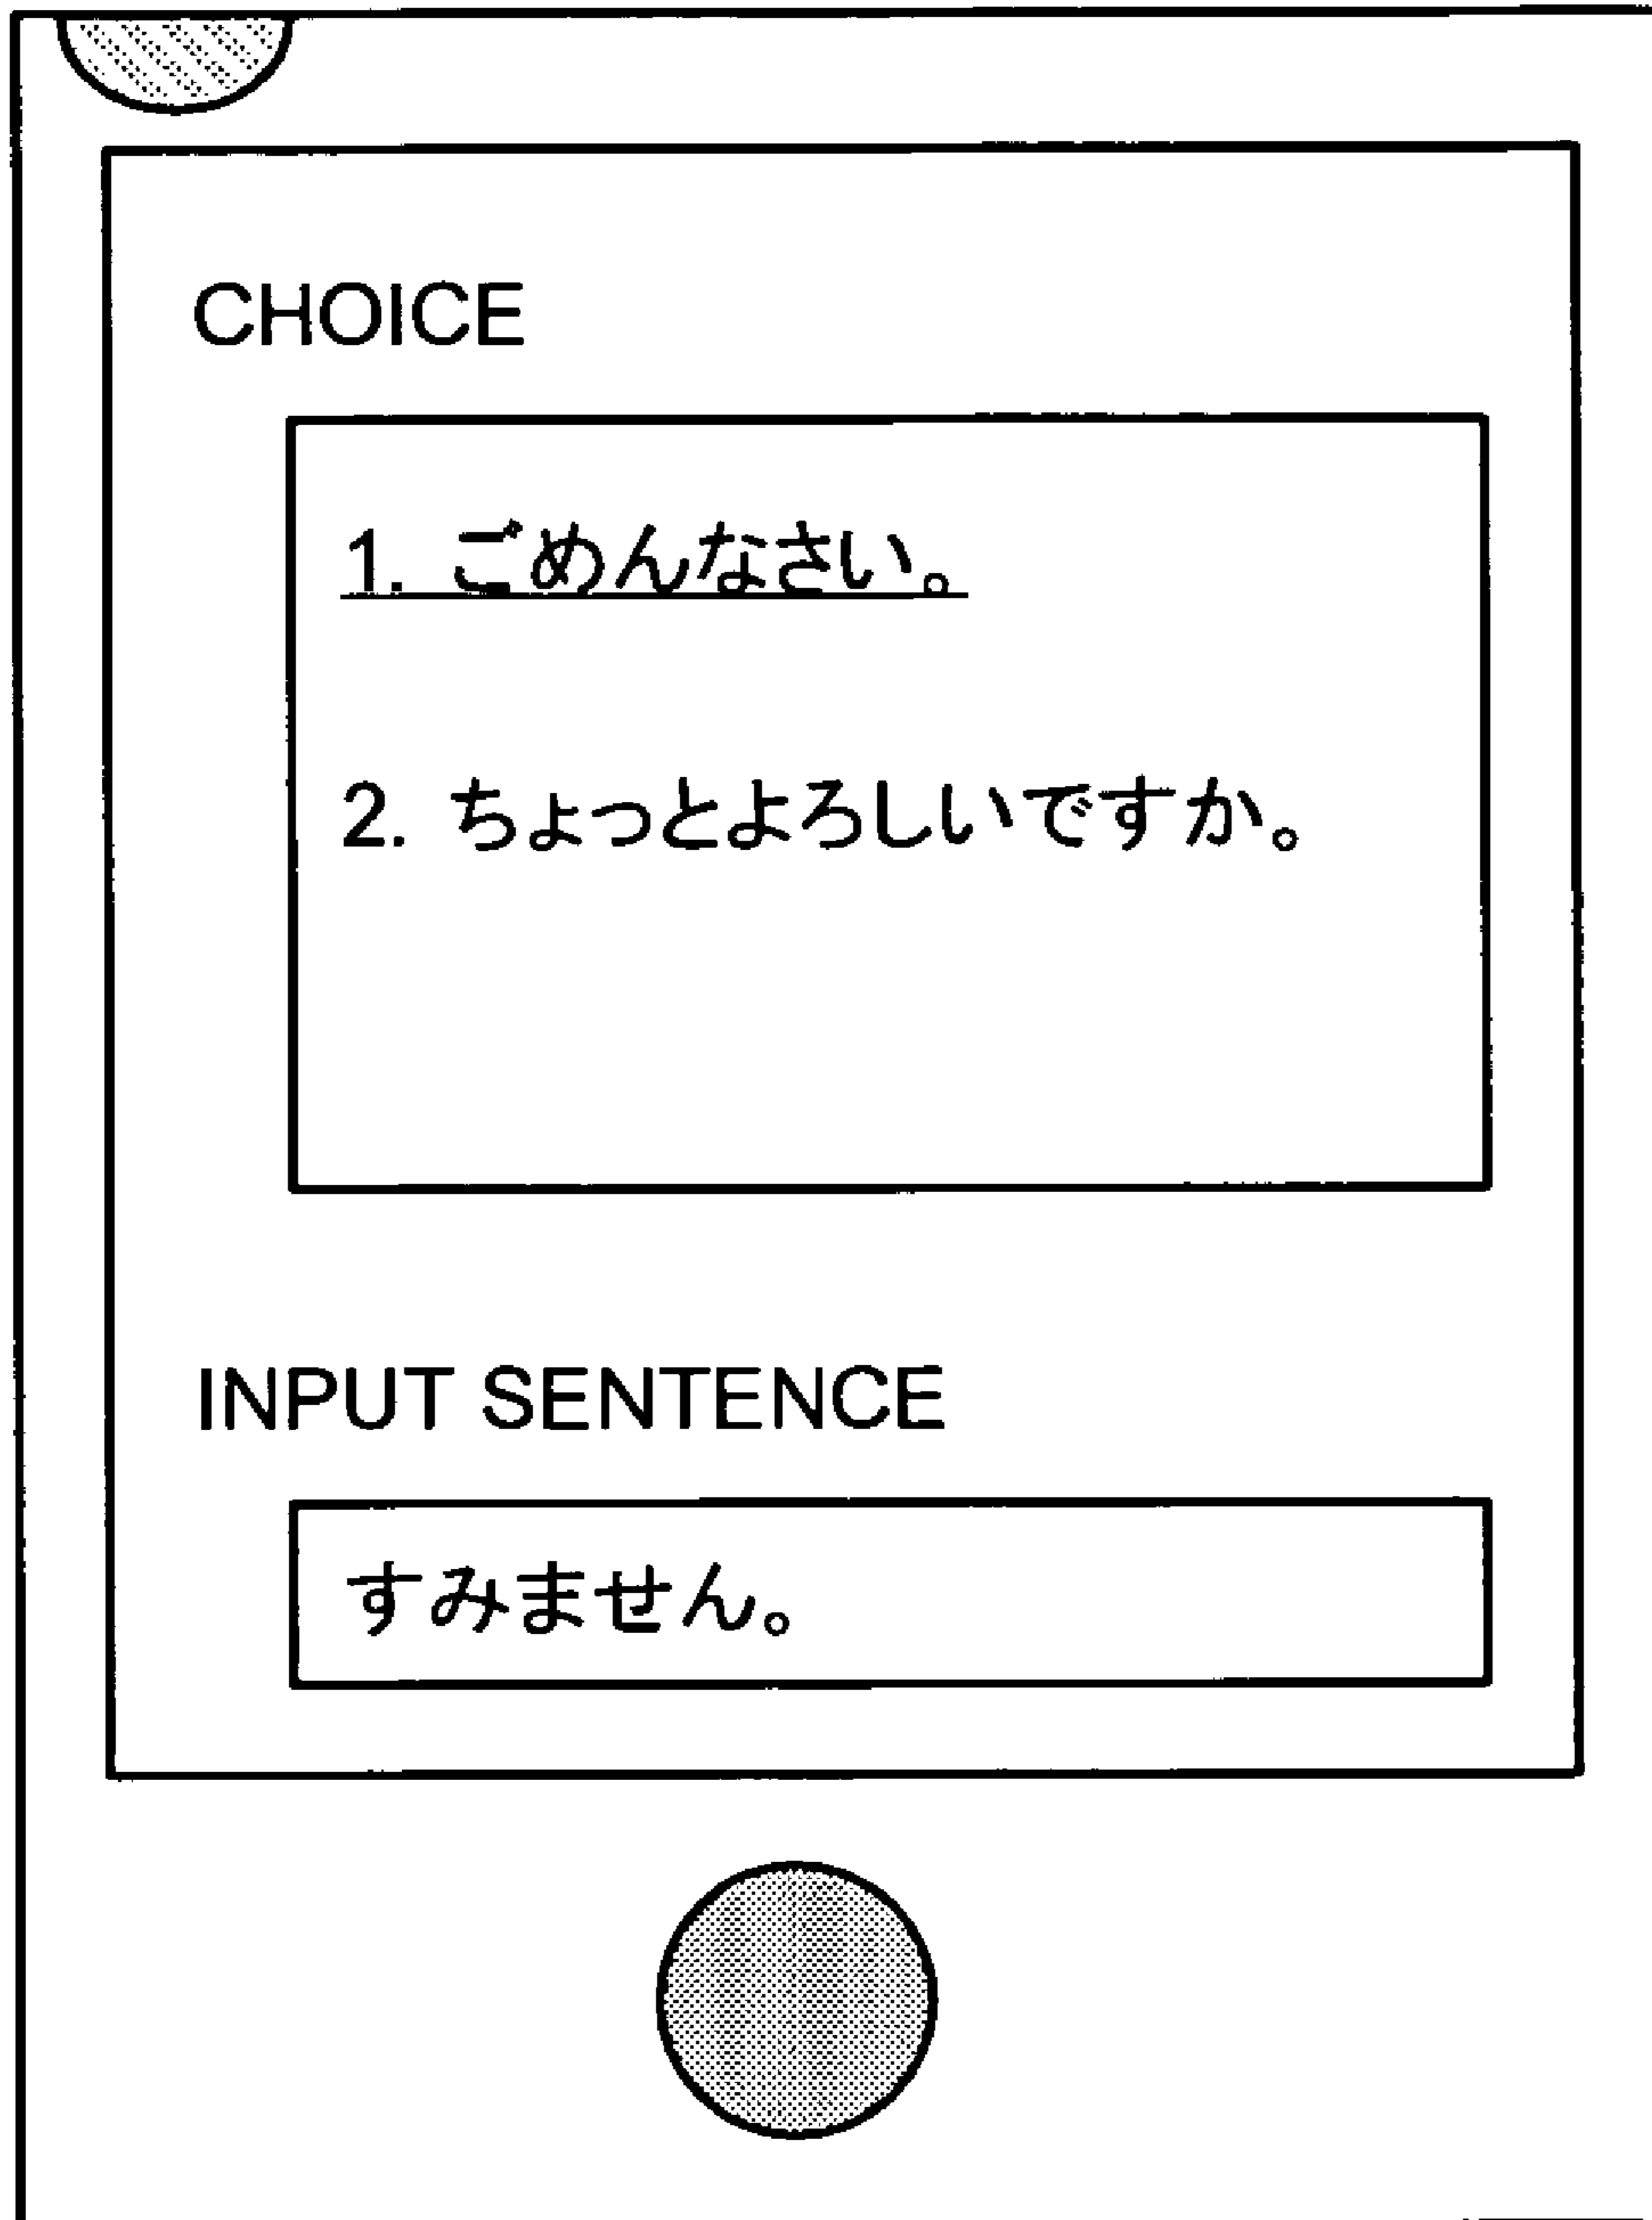 CHOICE
1. ごめんなさい。
2. ちょっとよろしいですか。
INPUT SENTENCE
すみません。